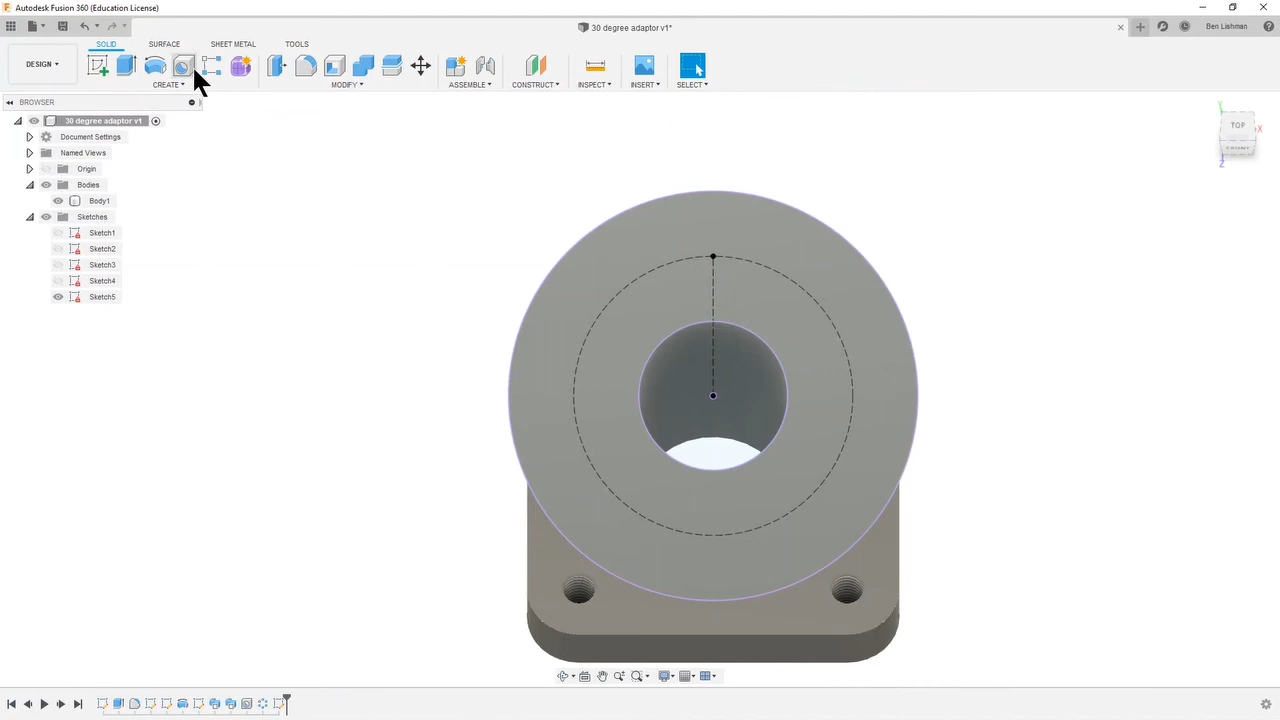 Autodesk Fusion 360 (Education License)
30 degree adaptor v1*
Ben Lishman
DESIGN
SOLID
SURFACE
SHEET METAL
TOOLS
CREATE
MODIFY
ASSEMBLE
CONSTRUCT
INSPECT
INSERT
SELECT
BROWSER
30 degree adaptor v1
Document Settings
Named Views
Origin
Bodies
Body1
Sketches
Sketch1
Sketch2
Sketch3
Sketch4
Sketch5
Y
TOP
X
FRONT
Z